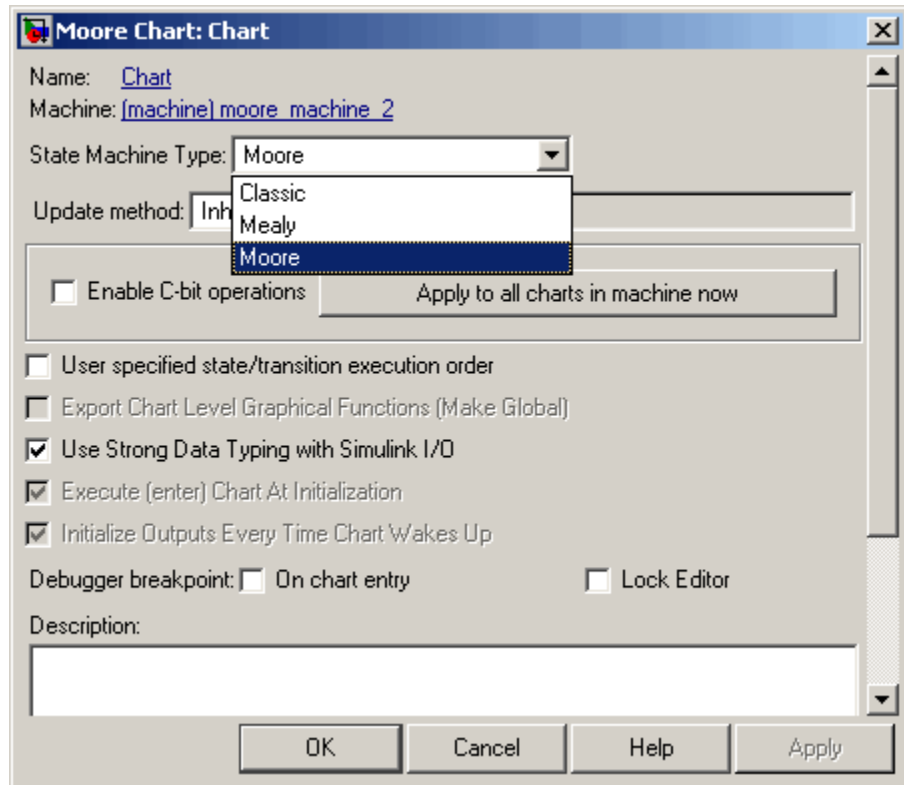 Moore Chart: Chart
Name: Chart
Machine: (machine) moore_machine_2
State Machine Type: Moore
Classic
Update method: Inh
Mealy
Moore
Enable C-bit operations Apply to all charts in machine now
User specified state/transition execution order
Export Chart Level Graphical Functions (Make Global)
Use Strong Data Typing with Simulink I/O
Execute (enter) Chart At Initialization
Initialize Outputs Every Time Chart Wakes Up
Debugger breakpoint: On chart entry Lock Editor
Description:
OK Cancel Help Apply